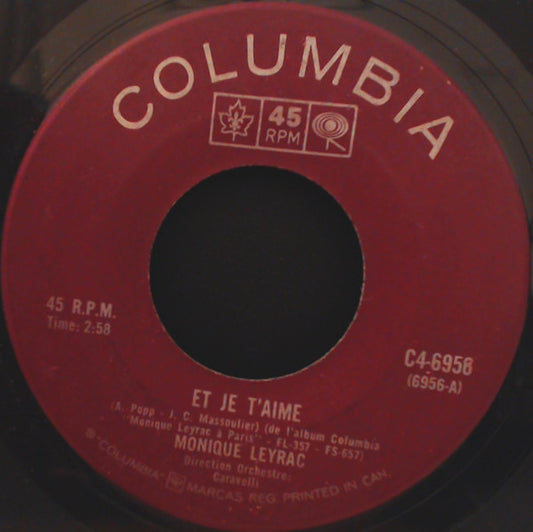 COLUMBIA
45
RPM
45 R.P.M.
Time: 2:58
C4-6956
(6956-A)
ET JE T'AIME
(A. Popp - J. C. Massoulier) (de l'album Columbia
"Monique Leyrac à Paris" - FL-357 - FS-657)
MONIQUE LEYRAC
Direction Orchestre:
Caravelli
® "COLUMBIA" MARCAS REG. PRINTED IN CAN.